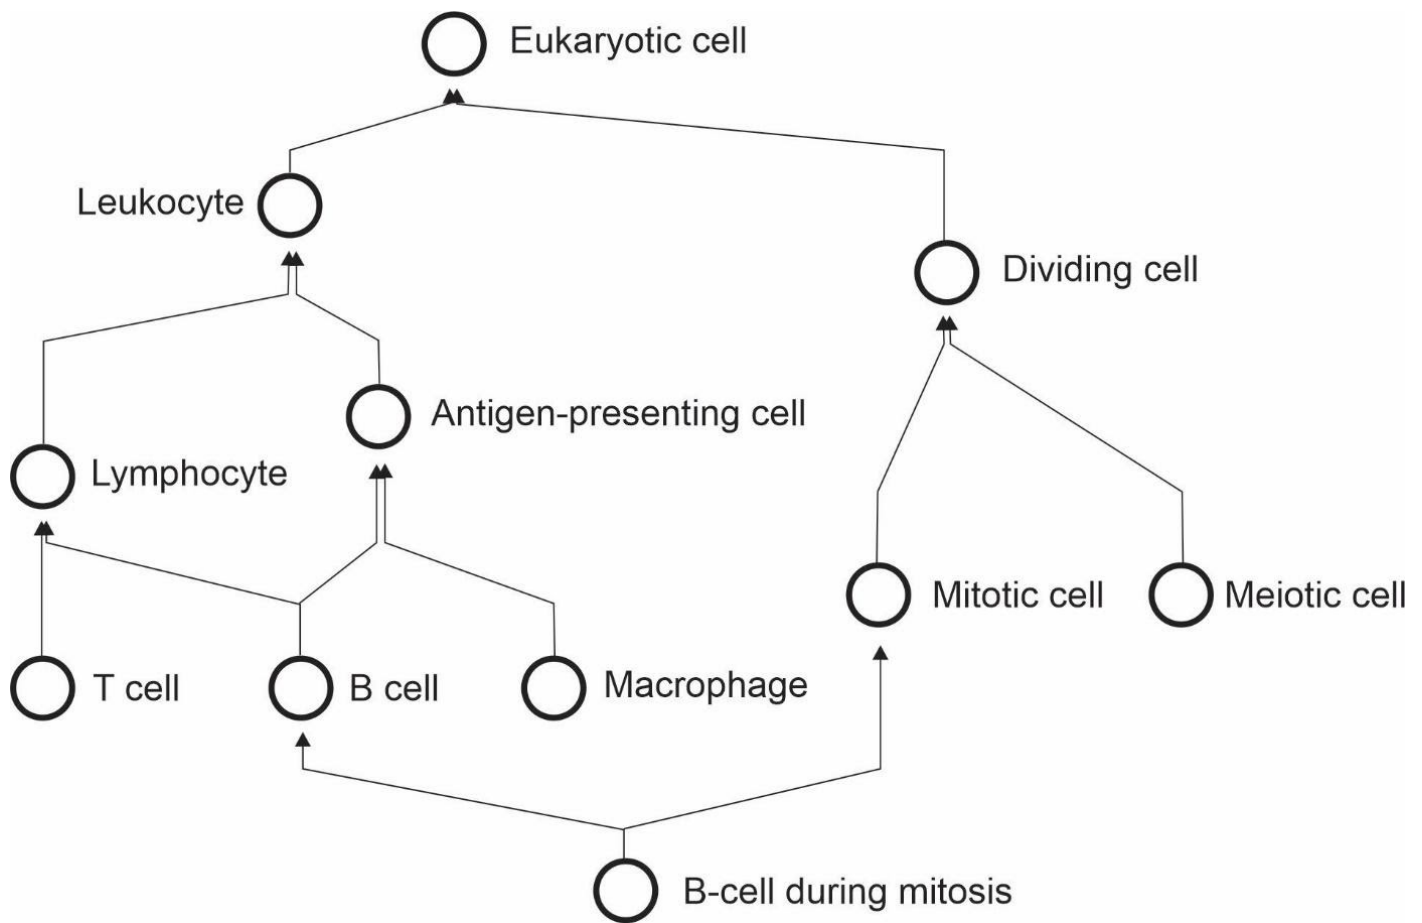 Eukaryotic cell
Leukocyte
Dividing cell
Antigen-presenting cell
Lymphocyte
Mitotic cell
Meiotic cell
T cell
B cell
Macrophage
B-cell during mitosis